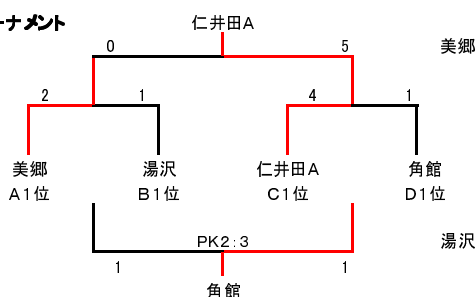 ーナメント
仁井田A
0 5 美郷
2 1 4 1
美郷 湯沢 仁井田A 角館
A1位 B1位 C1位 D1位
PK2:3 湯沢
1 1
角館